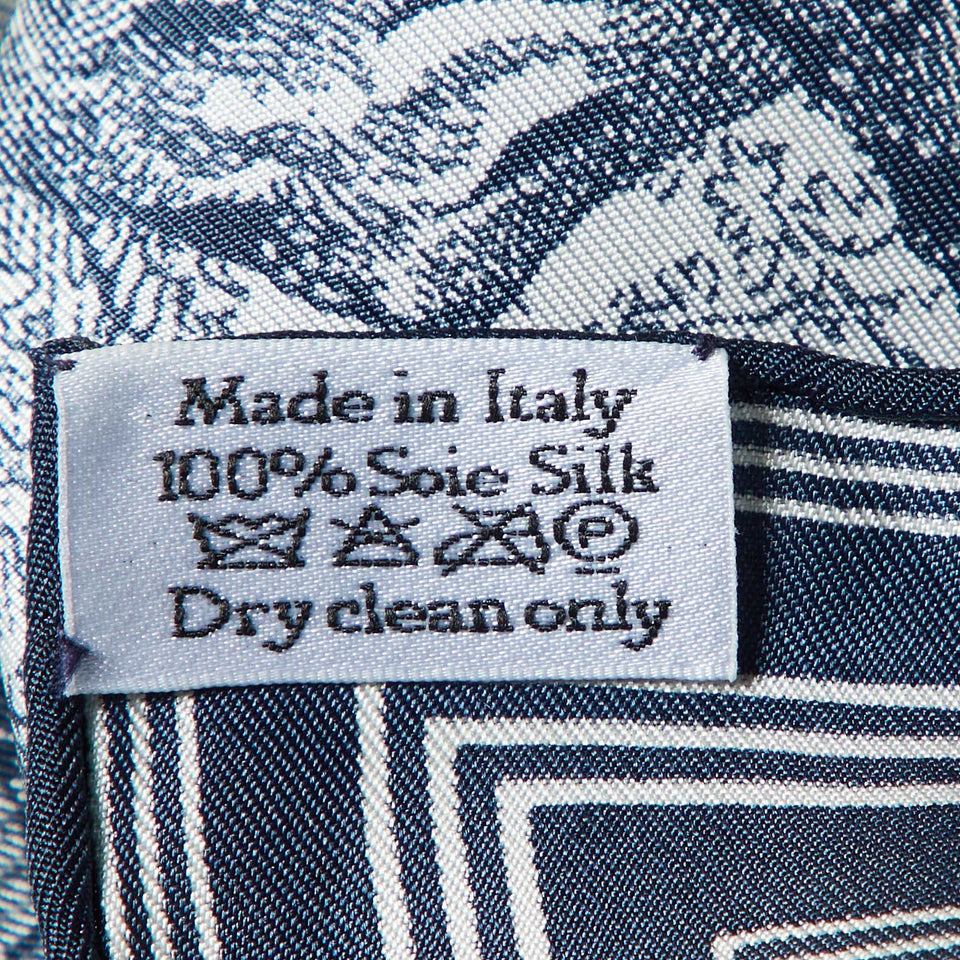 Made in Italy
100% Soie Silk
P
Dry clean only